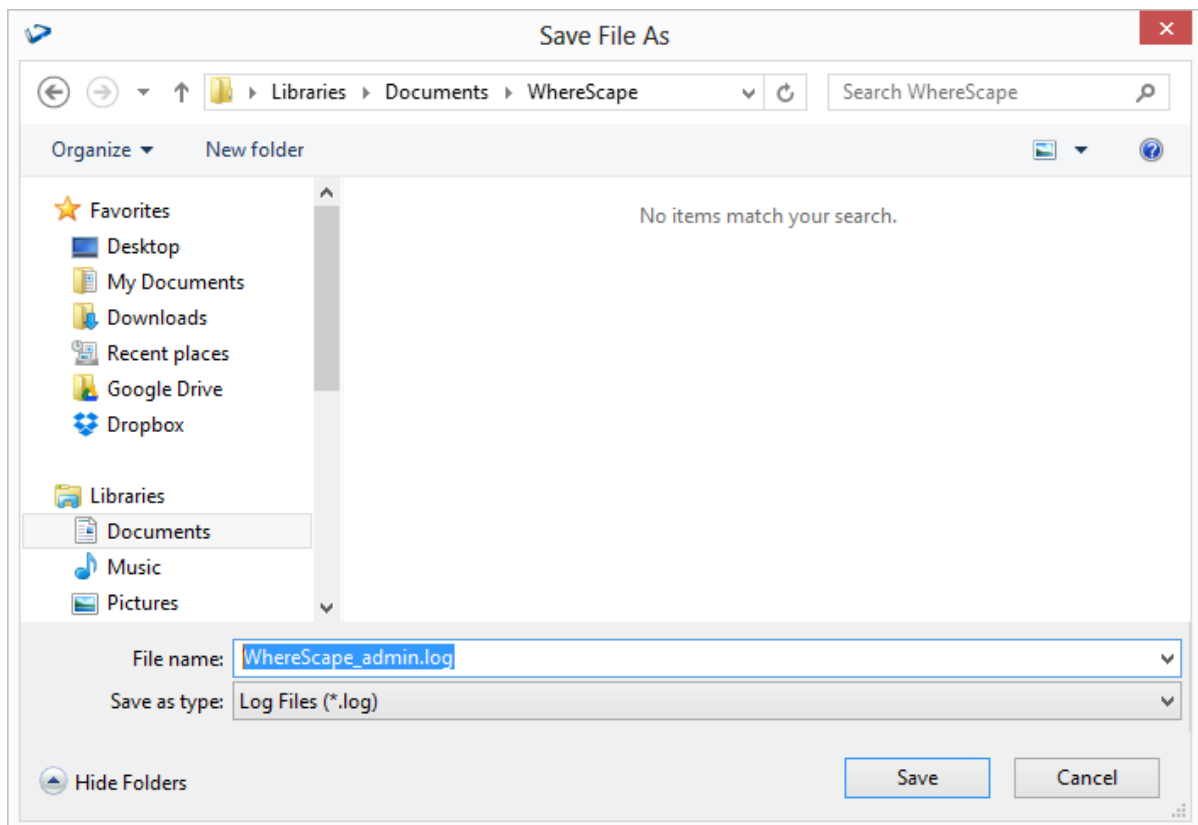 Save File As
Libraries Documents WhereScape Search WhereScape
Organize New folder
Favorites No items match your search.
Desktop
My Documents
Downloads
Recent places
Google Drive
Dropbox
Libraries
Documents
Music
Pictures
File name: WhereScape_admin.log
Save as type: Log Files (*.log)
Hide Folders Save Cancel